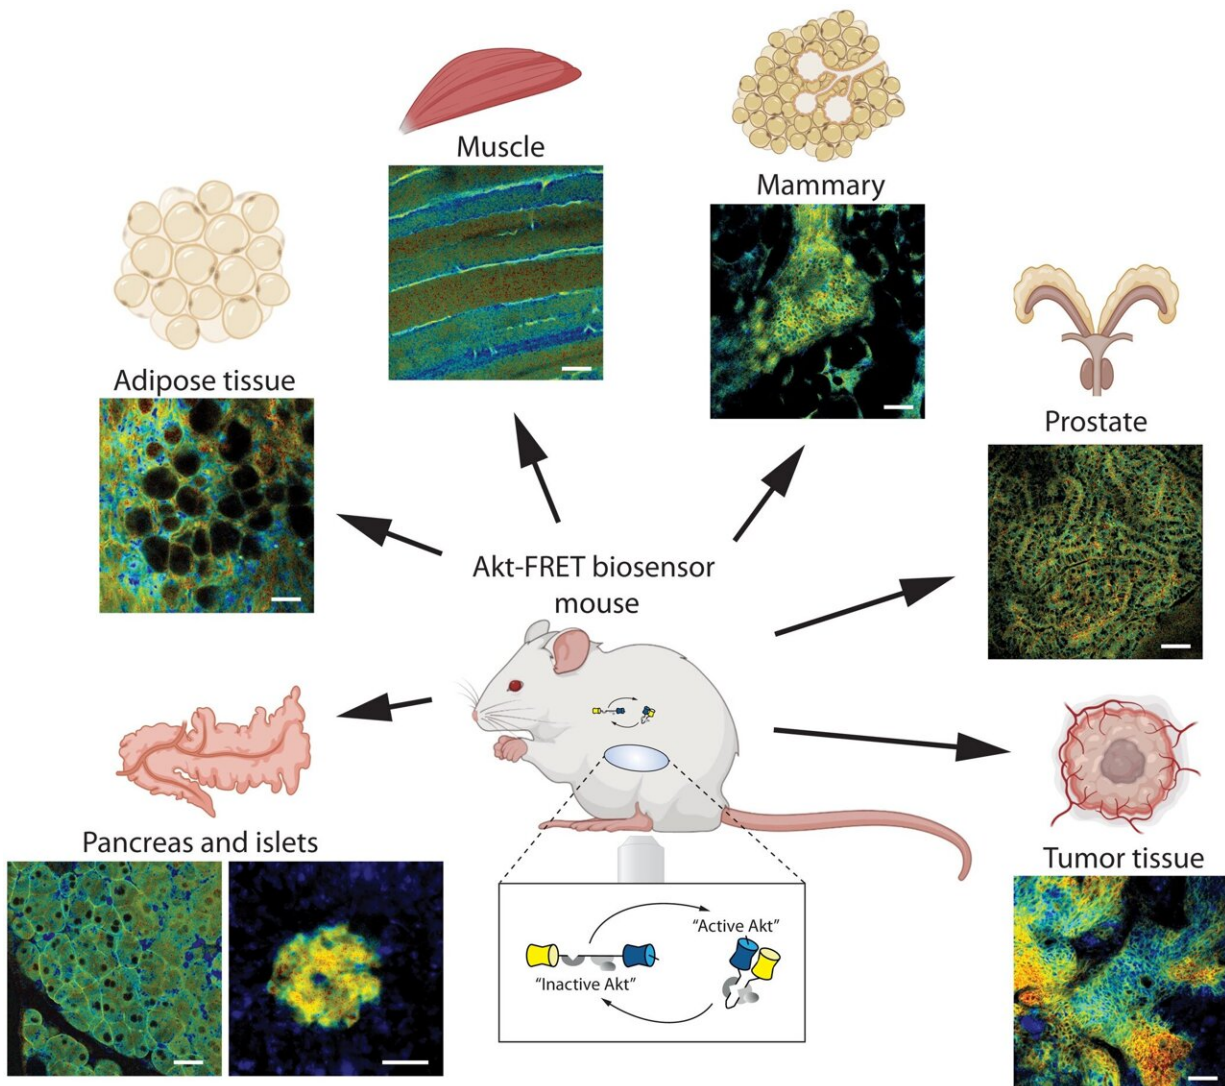 Muscle
Mammary
Adipose tissue
Prostate
Akt-FRET biosensor
mouse
Pancreas and islets
Tumor tissue
"Active Akt"
"Inactive Akt"